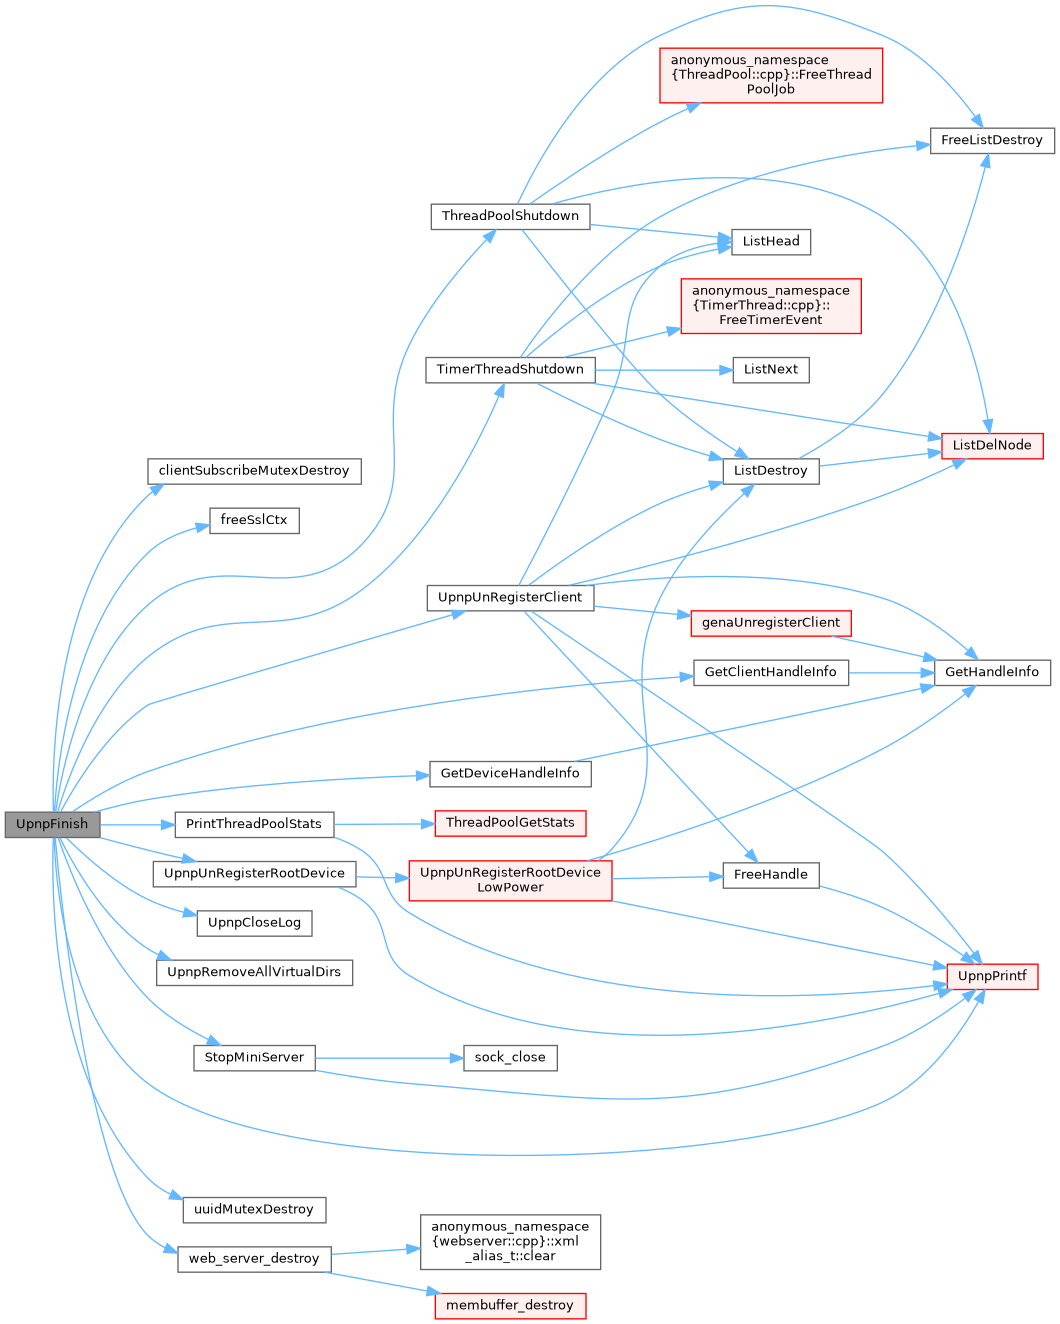 anonymous_namespace
{ThreadPool::cpp}::FreeThread
PoolJob
FreeListDestroy
ThreadPoolShutdown
ListHead
anonymous_namespace
{TimerThread::cpp}::
FreeTimerEvent
TimerThreadShutdown
ListNext
ListDelNode
clientSubscribeMutexDestroy
ListDestroy
freeSslCtx
UpnpUnRegisterClient
genaUnregisterClient
GetClientHandleInfo
GetHandleInfo
GetDeviceHandleInfo
UpnpFinish
PrintThreadPoolStats
ThreadPoolGetStats
UpnpUnRegisterRootDevice
UpnpUnRegisterRootDevice
LowPower
FreeHandle
UpnpCloseLog
UpnpRemoveAllVirtualDirs
UpnpPrintf
StopMiniServer
sock_close
uuidMutexDestroy
anonymous_namespace
{webserver::cpp}::xml
_alias_t::clear
web_server_destroy
membuffer_destroy